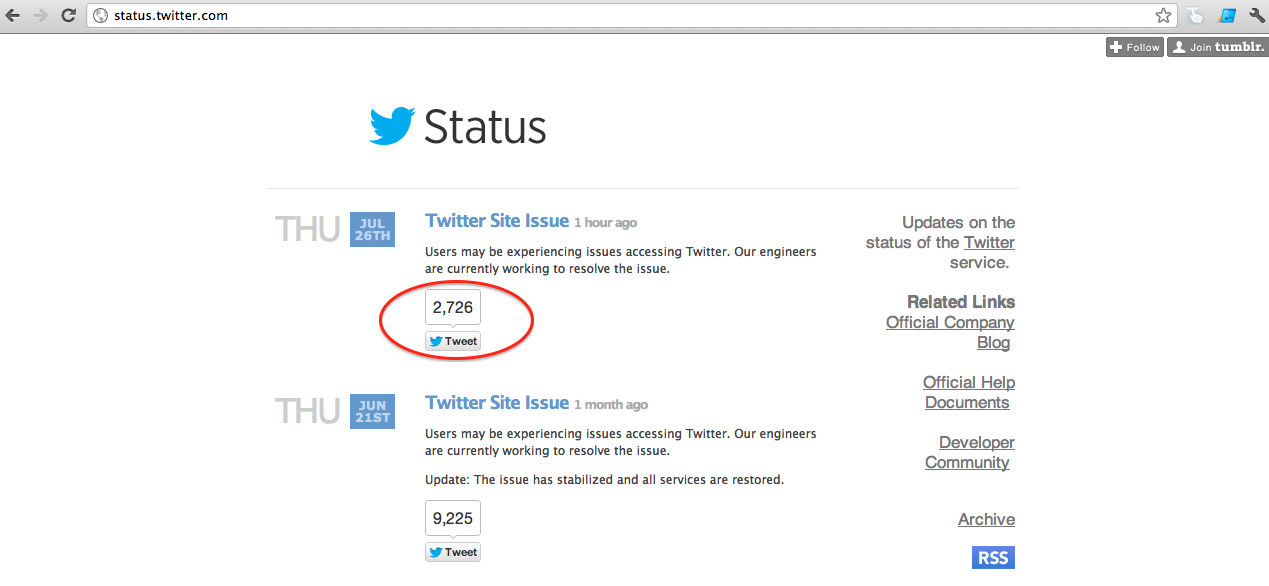 status.twitter.com
Follow
Join tumblr.
Status
THU
JUL
26TH
Twitter Site Issue 1 hour ago
Users may be experiencing issues accessing Twitter. Our engineers
are currently working to resolve the issue.
2,726
Tweet
THU
JUN
21ST
Twitter Site Issue 1 month ago
Users may be experiencing issues accessing Twitter. Our engineers
are currently working to resolve the issue.
Update: The issue has stabilized and all services are restored.
9,225
Tweet
Updates on the
status of the Twitter
service.
Related Links
Official Company
Blog
Official Help
Documents
Developer
Community
Archive
RSS